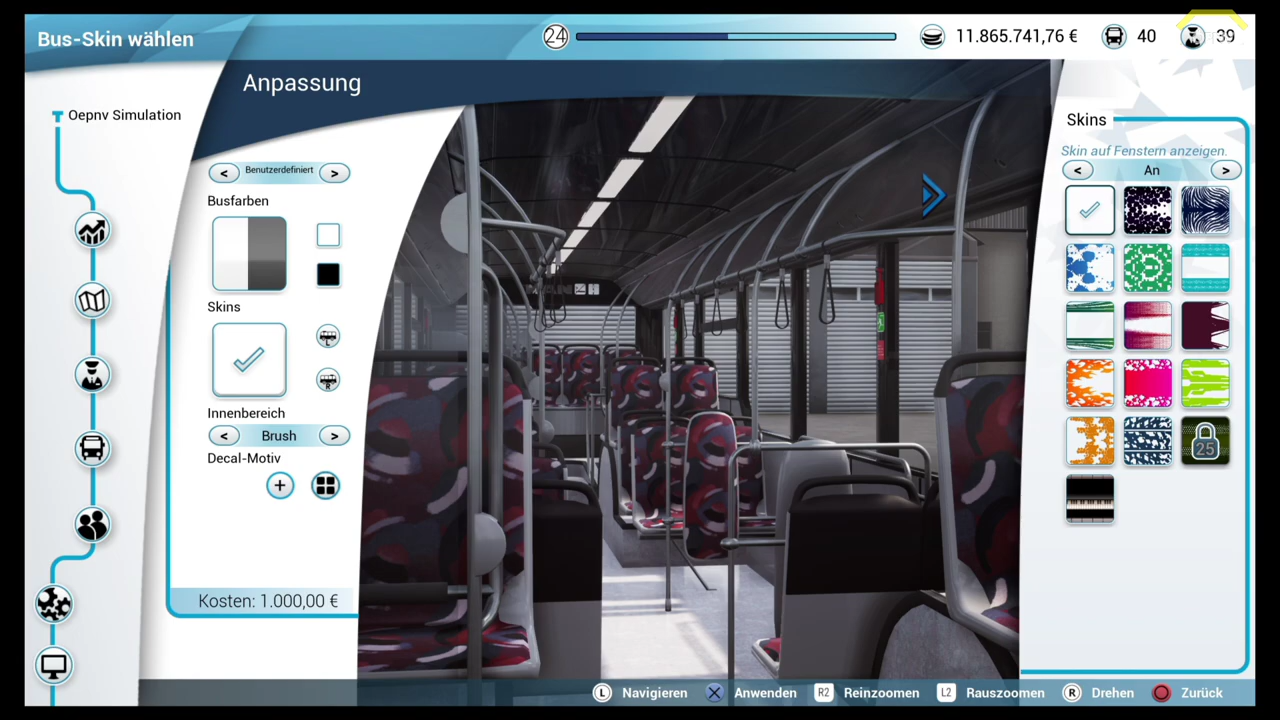 Bus-Skin wählen
24
11.865.741,76 €
40
39
Anpassung
Oepnv Simulation
Benutzerdefiniert
Busfarben
Skins
L
R
Innenbereich
Brush
Decal-Motiv
Kosten: 1.000,00 €
Skins
Skin auf Fenstern anzeigen.
An
25
L Navigieren
Anwenden
R2 Reinzoomen
L2 Rauszoomen
R Drehen
Zurück